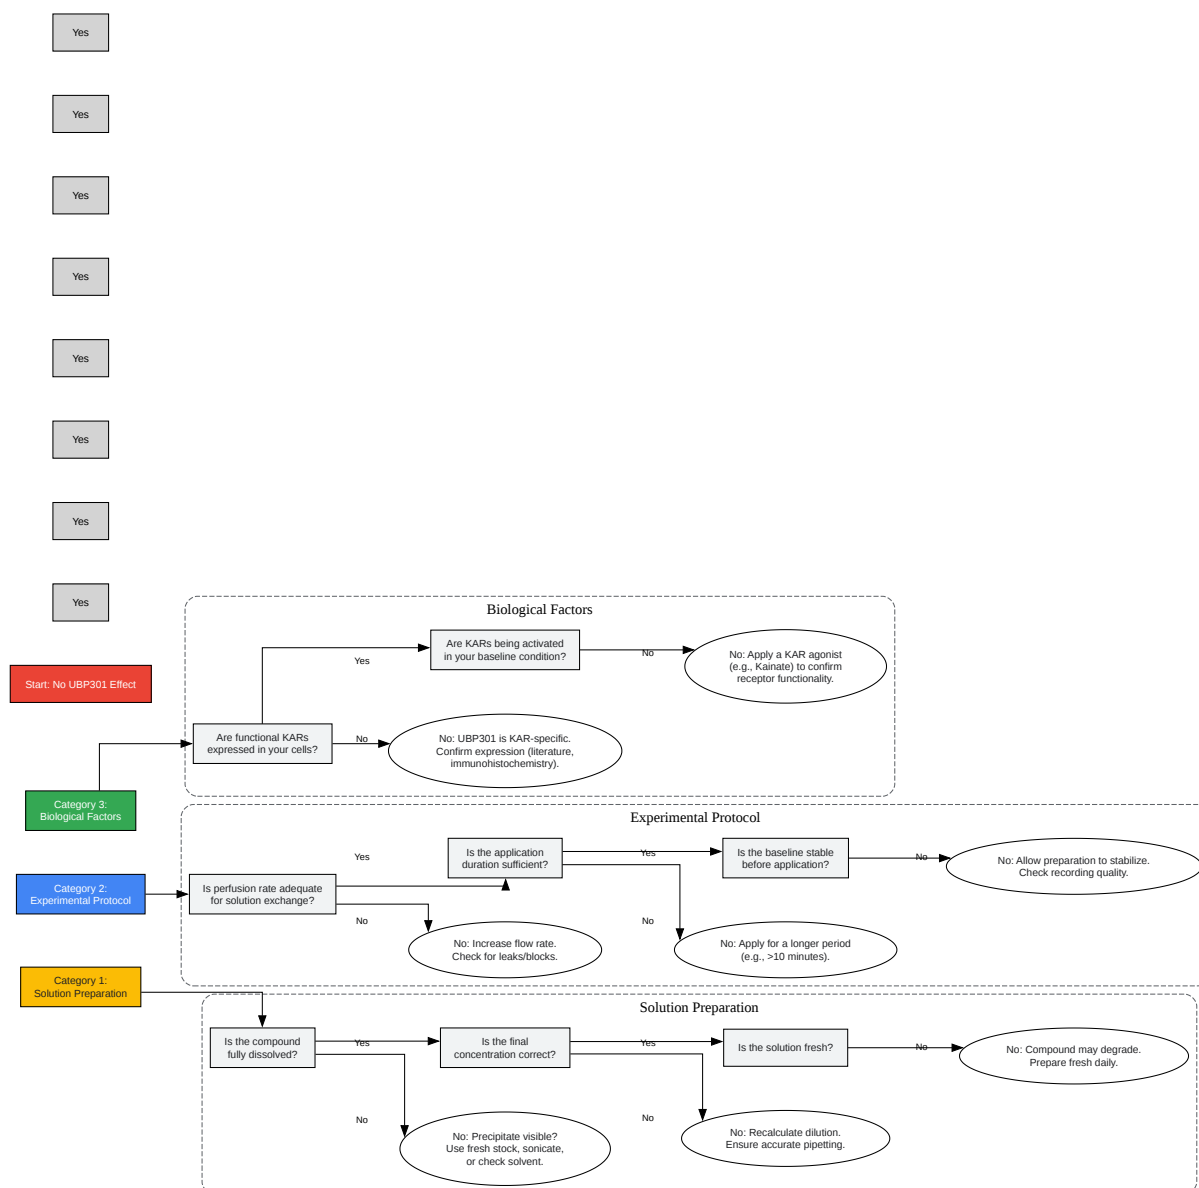 Yes
Yes
Yes
Yes
Yes
Yes
Yes
Yes
Start: No UBP301 Effect
Biological Factors
Are KARs being activated
in your baseline condition?
Yes
No
No: Apply a KAR agonist
(e.g., Kainate) to confirm
receptor functionality.
Are functional KARs
expressed in your cells?
No
No: UBP301 is KAR-specific.
Confirm expression (literature,
immunohistochemistry).
Category 3:
Biological Factors
Experimental Protocol
Yes
Is the application
duration sufficient?
Yes
Is the baseline stable
before application?
No
No: Allow preparation to stabilize.
Check recording quality.
Category 2:
Experimental Protocol
Is perfusion rate adequate
for solution exchange?
No
No: Increase flow rate.
Check for leaks/blocks.
No
No: Apply for a longer period
(e.g., >10 minutes).
Category 1:
Solution Preparation
Solution Preparation
Is the compound
fully dissolved?
Yes
Is the final
concentration correct?
Yes
Is the solution fresh?
No
No: Compound may degrade.
Prepare fresh daily.
No
No: Precipitate visible?
Use fresh stock, sonicate,
or check solvent.
No
No: Recalculate dilution.
Ensure accurate pipetting.